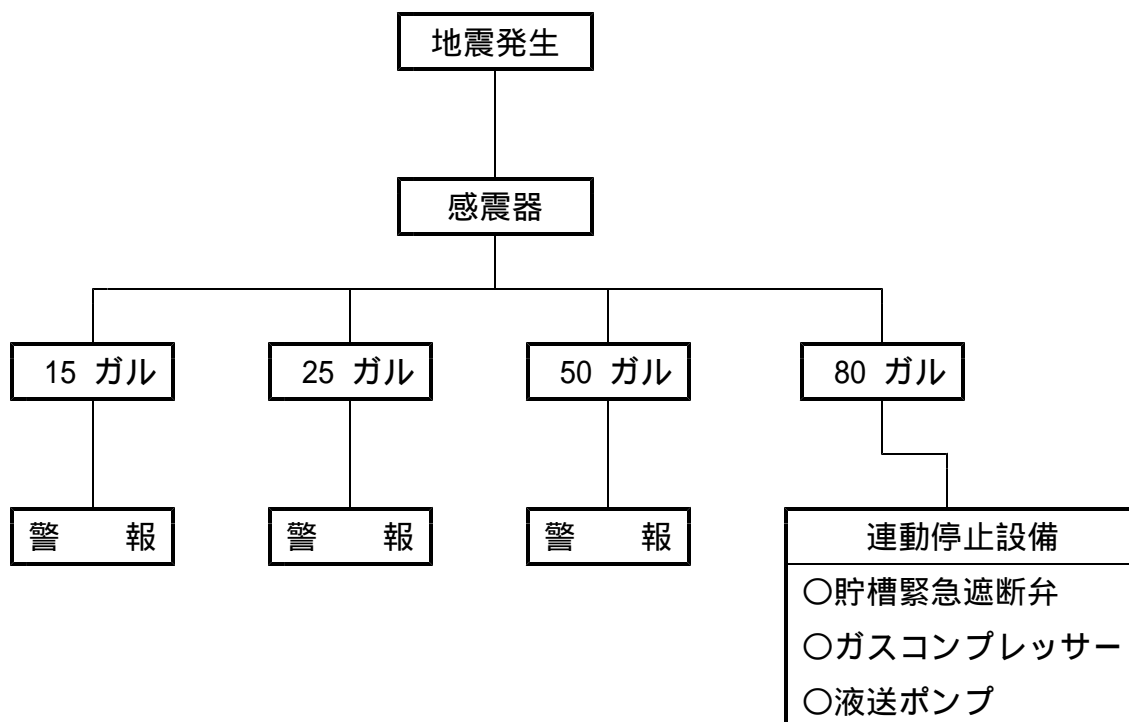 地震発生
感震器
15 ガル
25 ガル
50 ガル
80 ガル
警 報
警 報
警 報
連動停止設備
○貯槽緊急遮断弁
○ガスコンプレッサー
○液送ポンプ